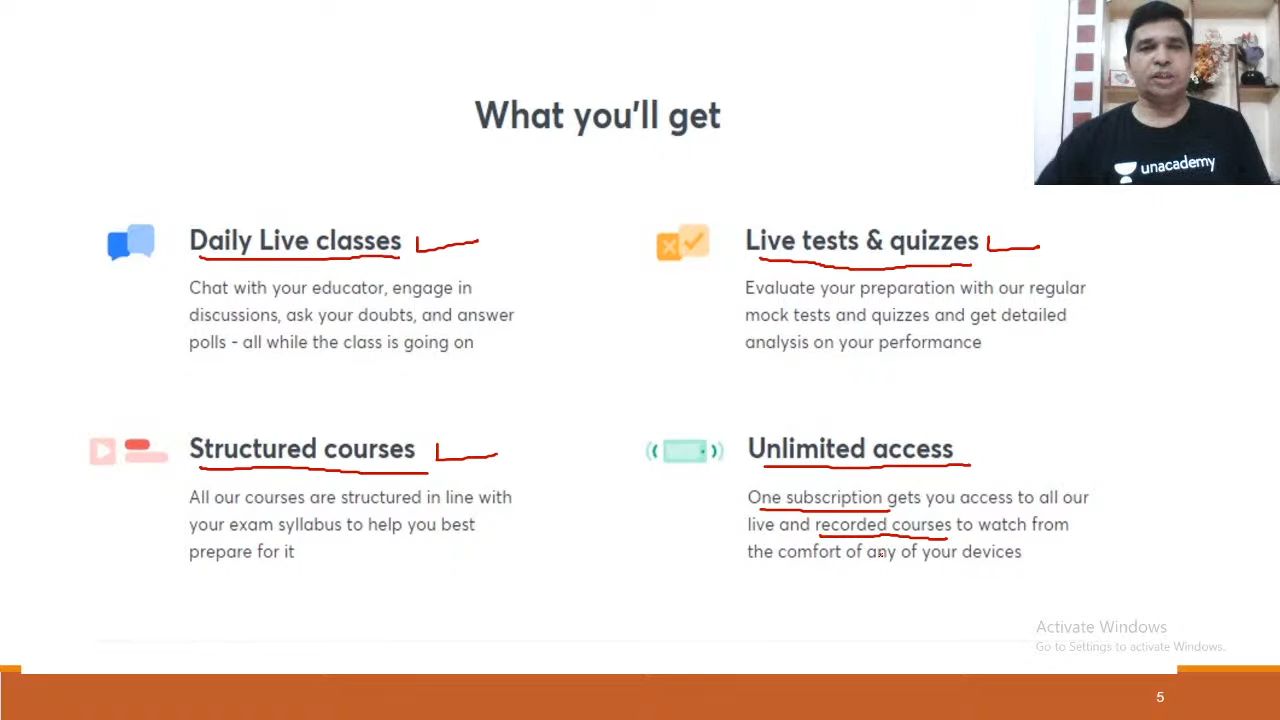 What you'll get
unacademy
Daily Live classes
Chat with your educator, engage in
discussions, ask your doubts, and answer
polls - all while the class is going on
Live tests & quizzes
Evaluate your preparation with our regular
mock tests and quizzes and get detailed
analysis on your performance
Structured courses
All our courses are structured in line with
your exam syllabus to help you best
prepare for it
Unlimited access
One subscription gets you access to all our
live and recorded courses to watch from
the comfort of any of your devices
Activate Windows
Go to Settings to activate Windows.
5